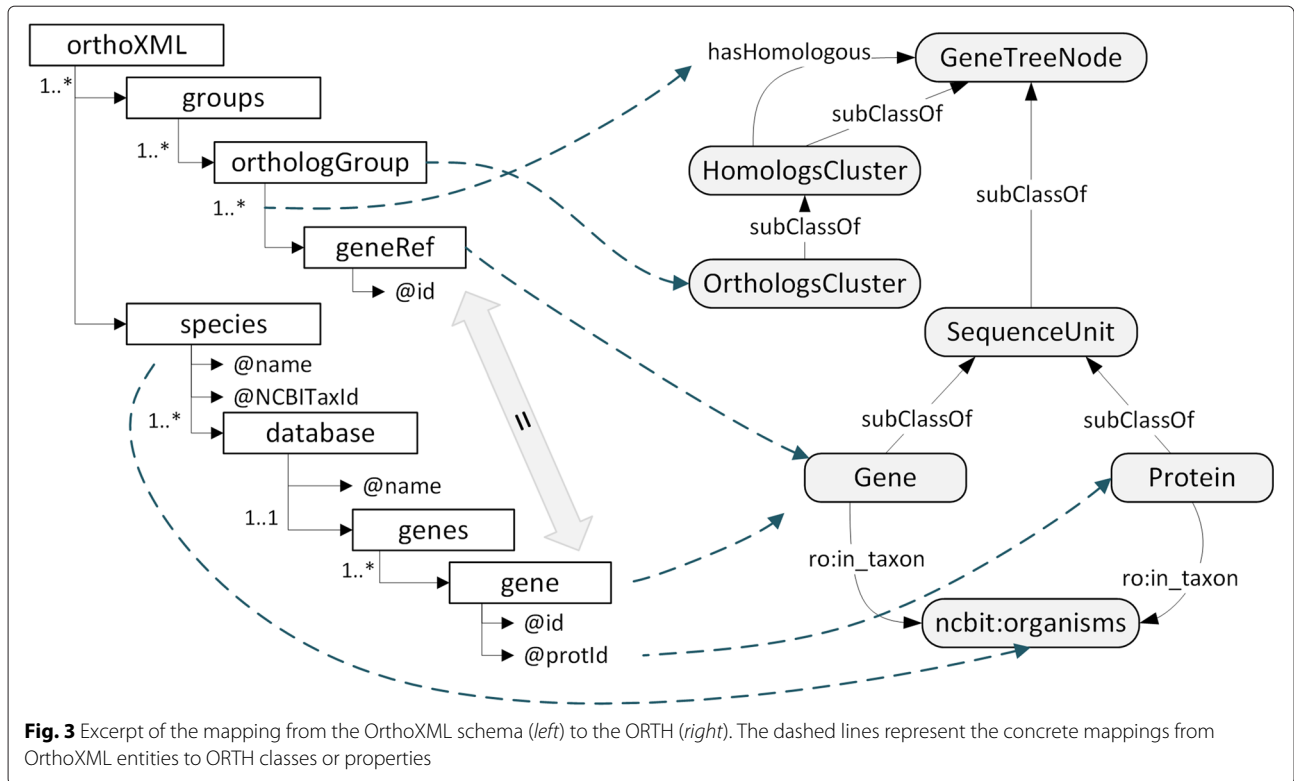 orthoXML
1..*
groups
1..*
orthologGroup
1..*
geneRef
@id
species
@name
@NCBITaxId
1..*
database
@name
1..1
genes
1..*
gene
@id
@protId
=
hasHomologous
GeneTreeNode
subClassOf
HomologsCluster
subClassOf
subClassOf
OrthologsCluster
SequenceUnit
subClassOf
subClassOf
Gene
Protein
ro:in_taxon
ro:in_taxon
ncbit:organisms
Fig. 3 Excerpt of the mapping from the OrthoXML schema (left) to the ORTH (right). The dashed lines represent the concrete mappings from
OrthoXML entities to ORTH classes or properties